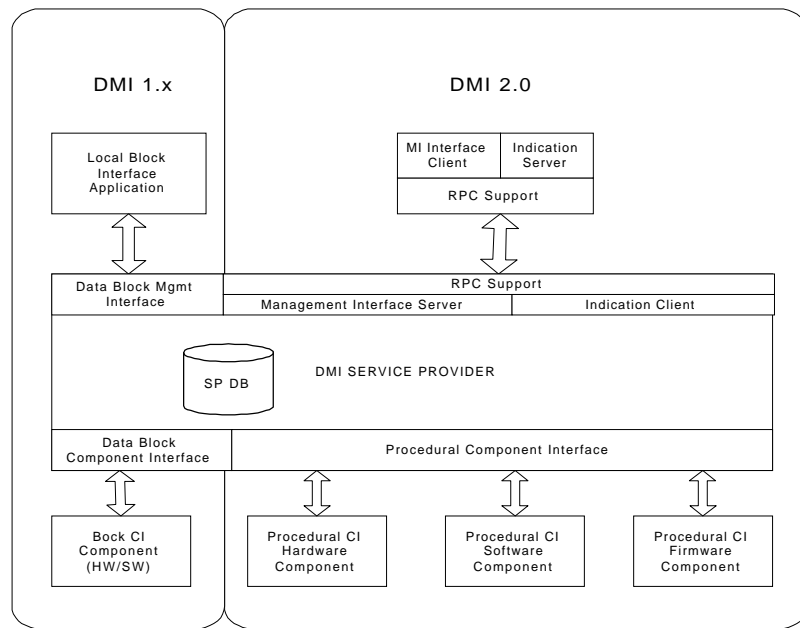 DMI 1.x
DMI 2.0
Local Block
Interface
Application
MI Interface
Client
Indication
Server
RPC Support
Data Block Mgmt
Interface
RPC Support
Management Interface Server
Indication Client
SP DB
DMI SERVICE PROVIDER
Data Block
Component Interface
Procedural Component Interface
Bock CI
Component
(HW/SW)
Procedural CI
Hardware
Component
Procedural CI
Software
Component
Procedural CI
Firmware
Component